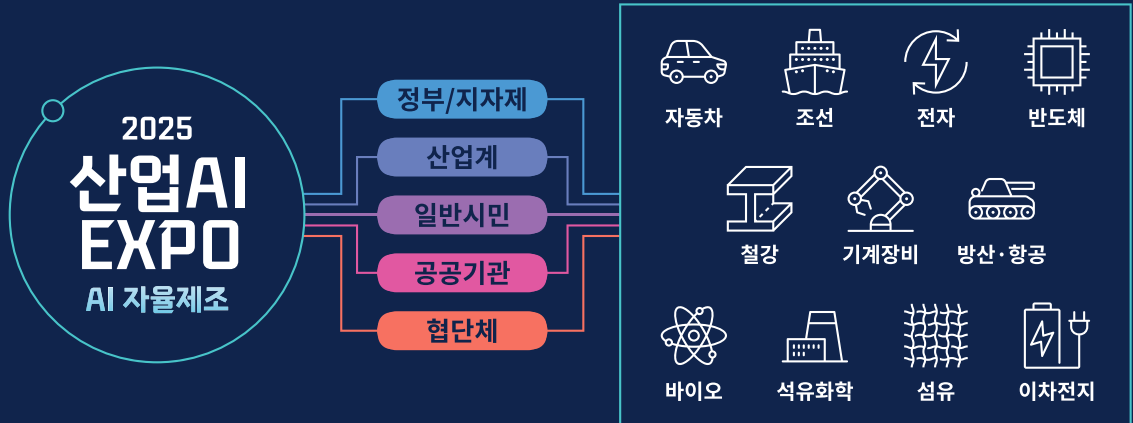 2025
산업AI
EXPO
AI 자율제조
정부/지자제
산업계
일반시민
공공기관
협단체
자동차
조선
전자
반도체
철강
기계장비
방산·항공
바이오
석유화학
섬유
이차전지